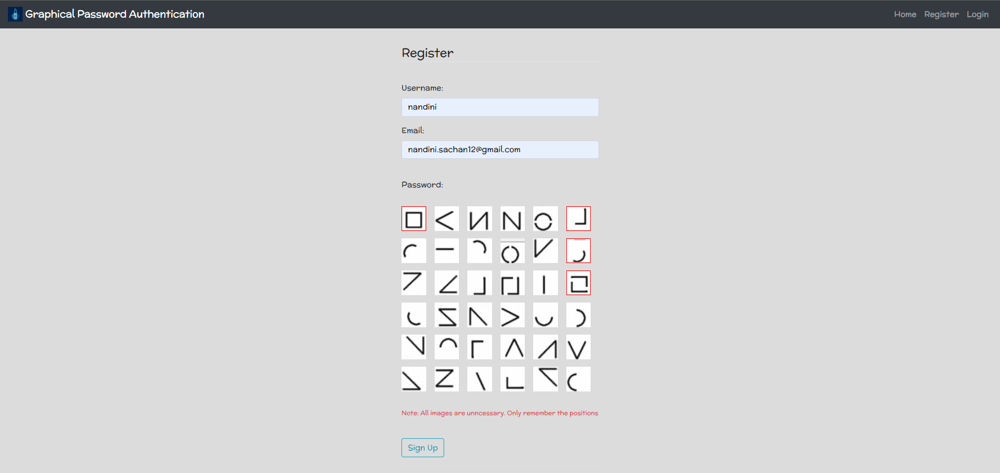 Graphical Password Authentication
Home Register Login
Register
Username:
nandini
Email:
nandini.sachan12@gmail.com
Password:
Note: All images are unncessary. Only remember the positions
Sign Up